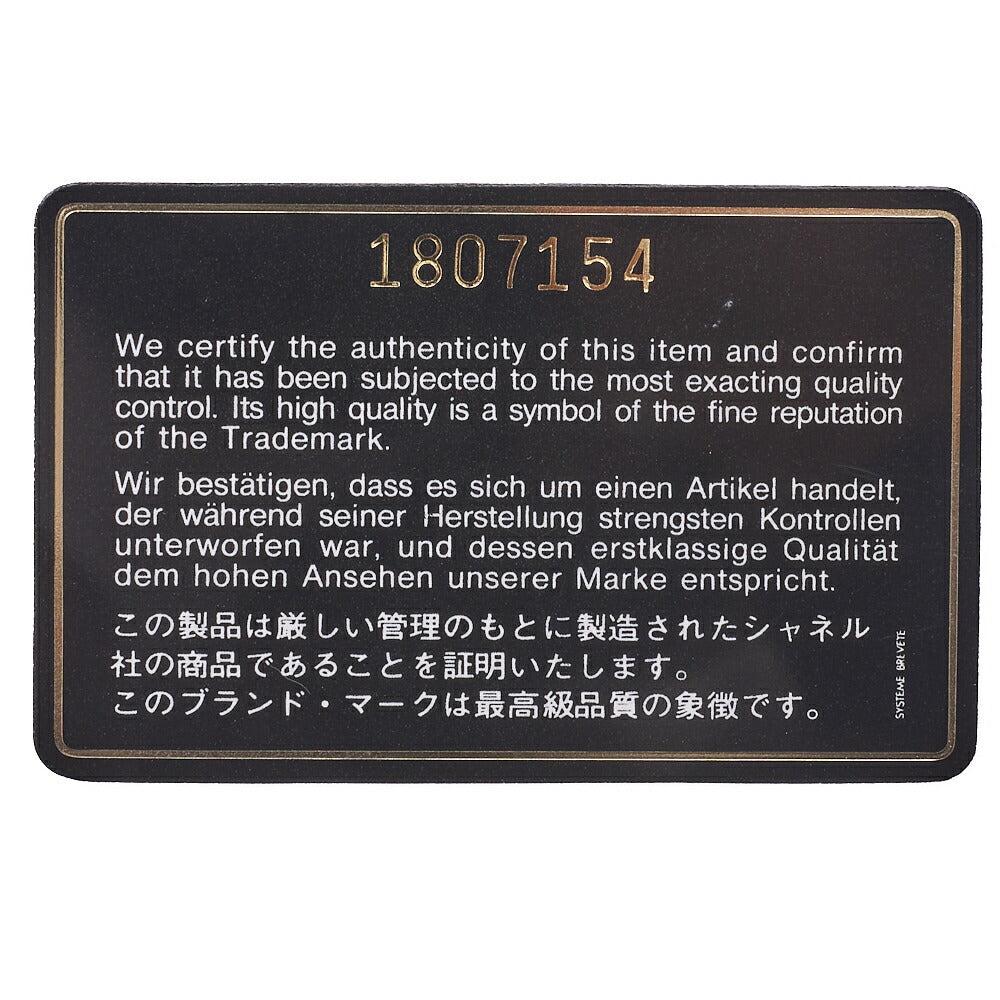 1807154
We certify the authenticity of this item and confirm
that it has been subjected to the most exacting quality
control. Its high quality is a symbol of the fine reputation
of the Trademark.
Wir bestätigen, dass es sich um einen Artikel handelt,
der während seiner Herstellung strengsten Kontrollen
unterworfen war, und dessen erstklassige Qualität
dem hohen Ansehen unserer Marke entspricht.
この製品は厳しい管理のもとに製造されたシャネル
社の商品であることを証明いたします。
このブランド・マークは最高級品質の象徴です。
SYSTEME BREVETE